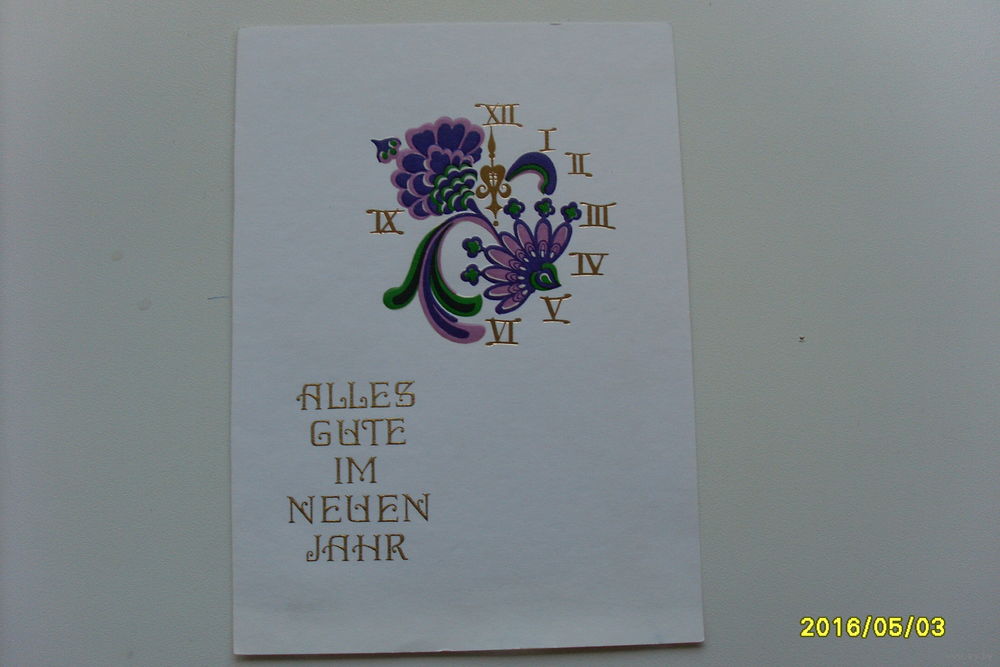 XII
I
II
IX
III
IV
V
VI
ALLES
GUTE
IM
NEUEN
JAHR
2016/05/03